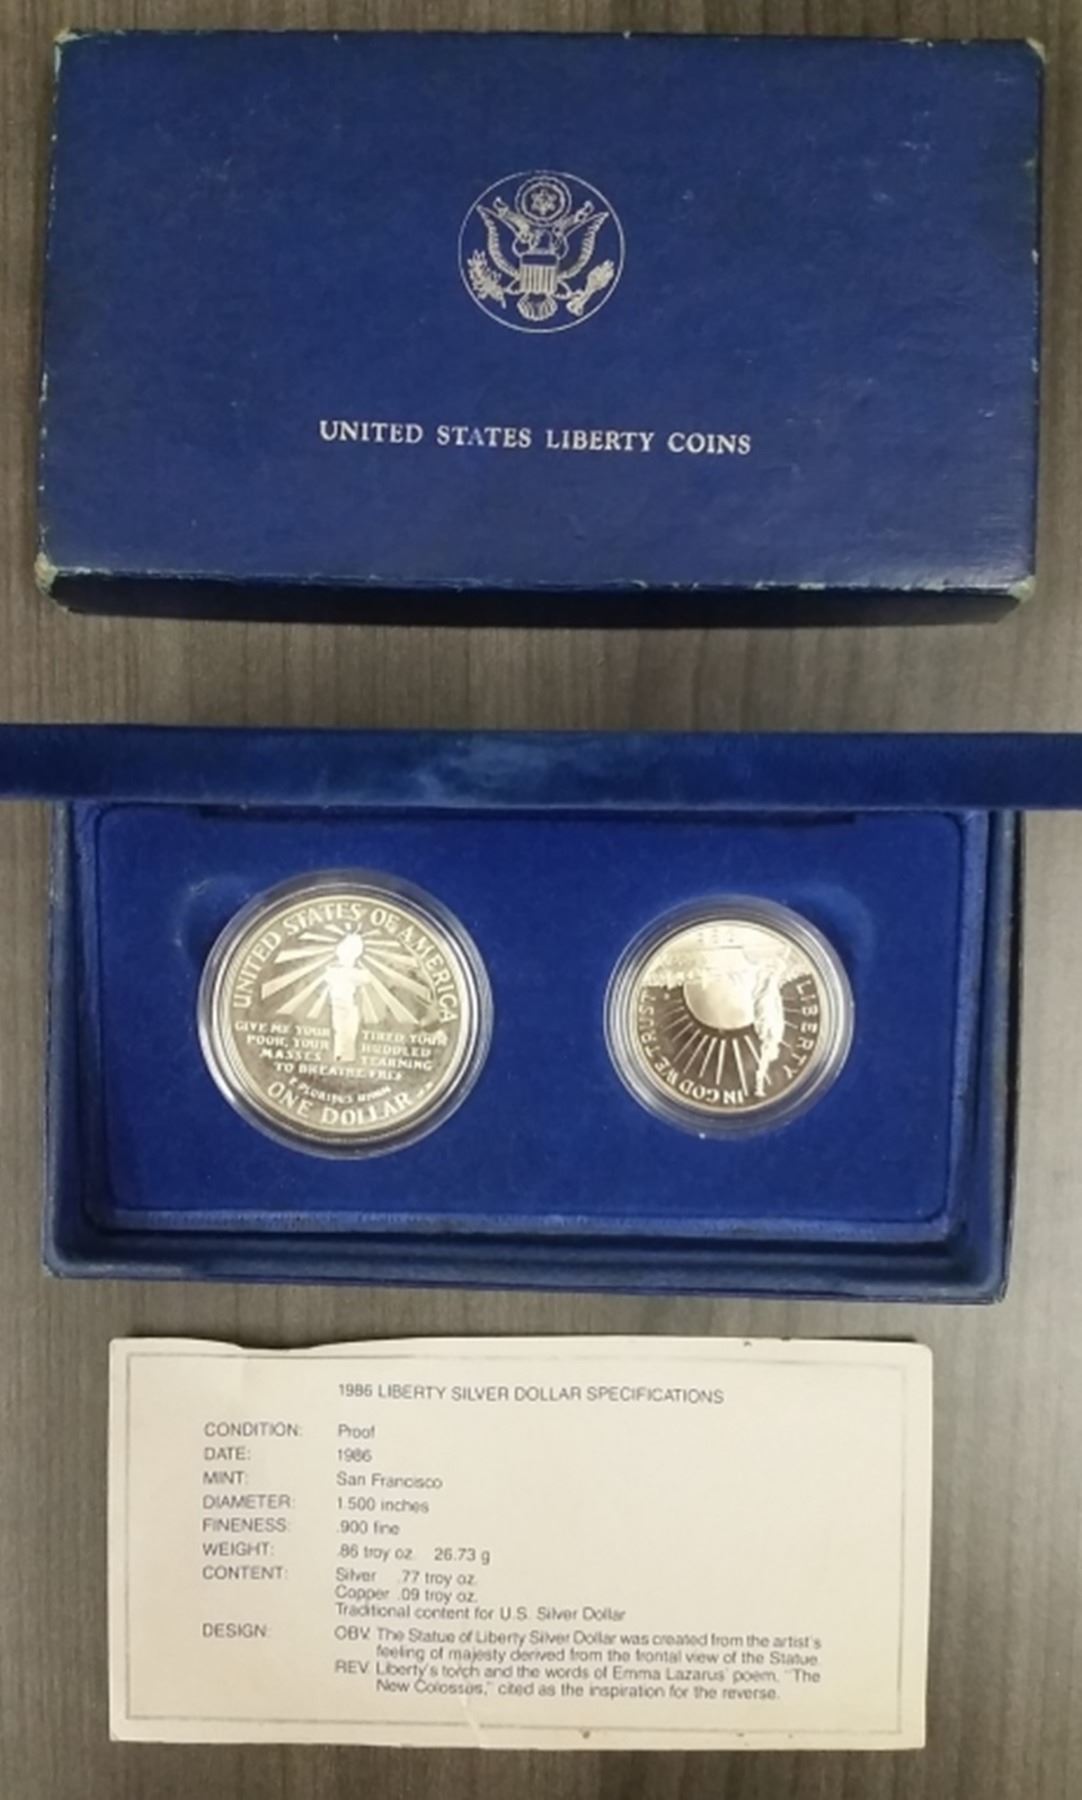 UNITED STATES LIBERTY COINS
UNITED STATES OF AMERICA
GIVE ME YOUR TIRED YOUR
POOR, YOUR HUDDLED
MASSES YEARNING
TO BREATHE FREE
E PLURIBUS UNUM
ONE DOLLAR
LIBERTY
IN GOD WE TRUST
1986 LIBERTY SILVER DOLLAR SPECIFICATIONS
CONDITION: Proof
DATE: 1986
MINT: San Francisco
DIAMETER: 1.500 inches
FINENESS: .900 fine
WEIGHT: .86 troy oz. 26.73 g
CONTENT: Silver .77 troy oz.
Copper .09 troy oz.
Traditional content for U.S. Silver Dollar
DESIGN: OBV. The Statue of Liberty Silver Dollar was created from the artist's
feeling of majesty derived from the frontal view of the Statue.
REV. Liberty's torch and the words of Emma Lazarus' poem, "The
New Colossus," cited as the inspiration for the reverse.